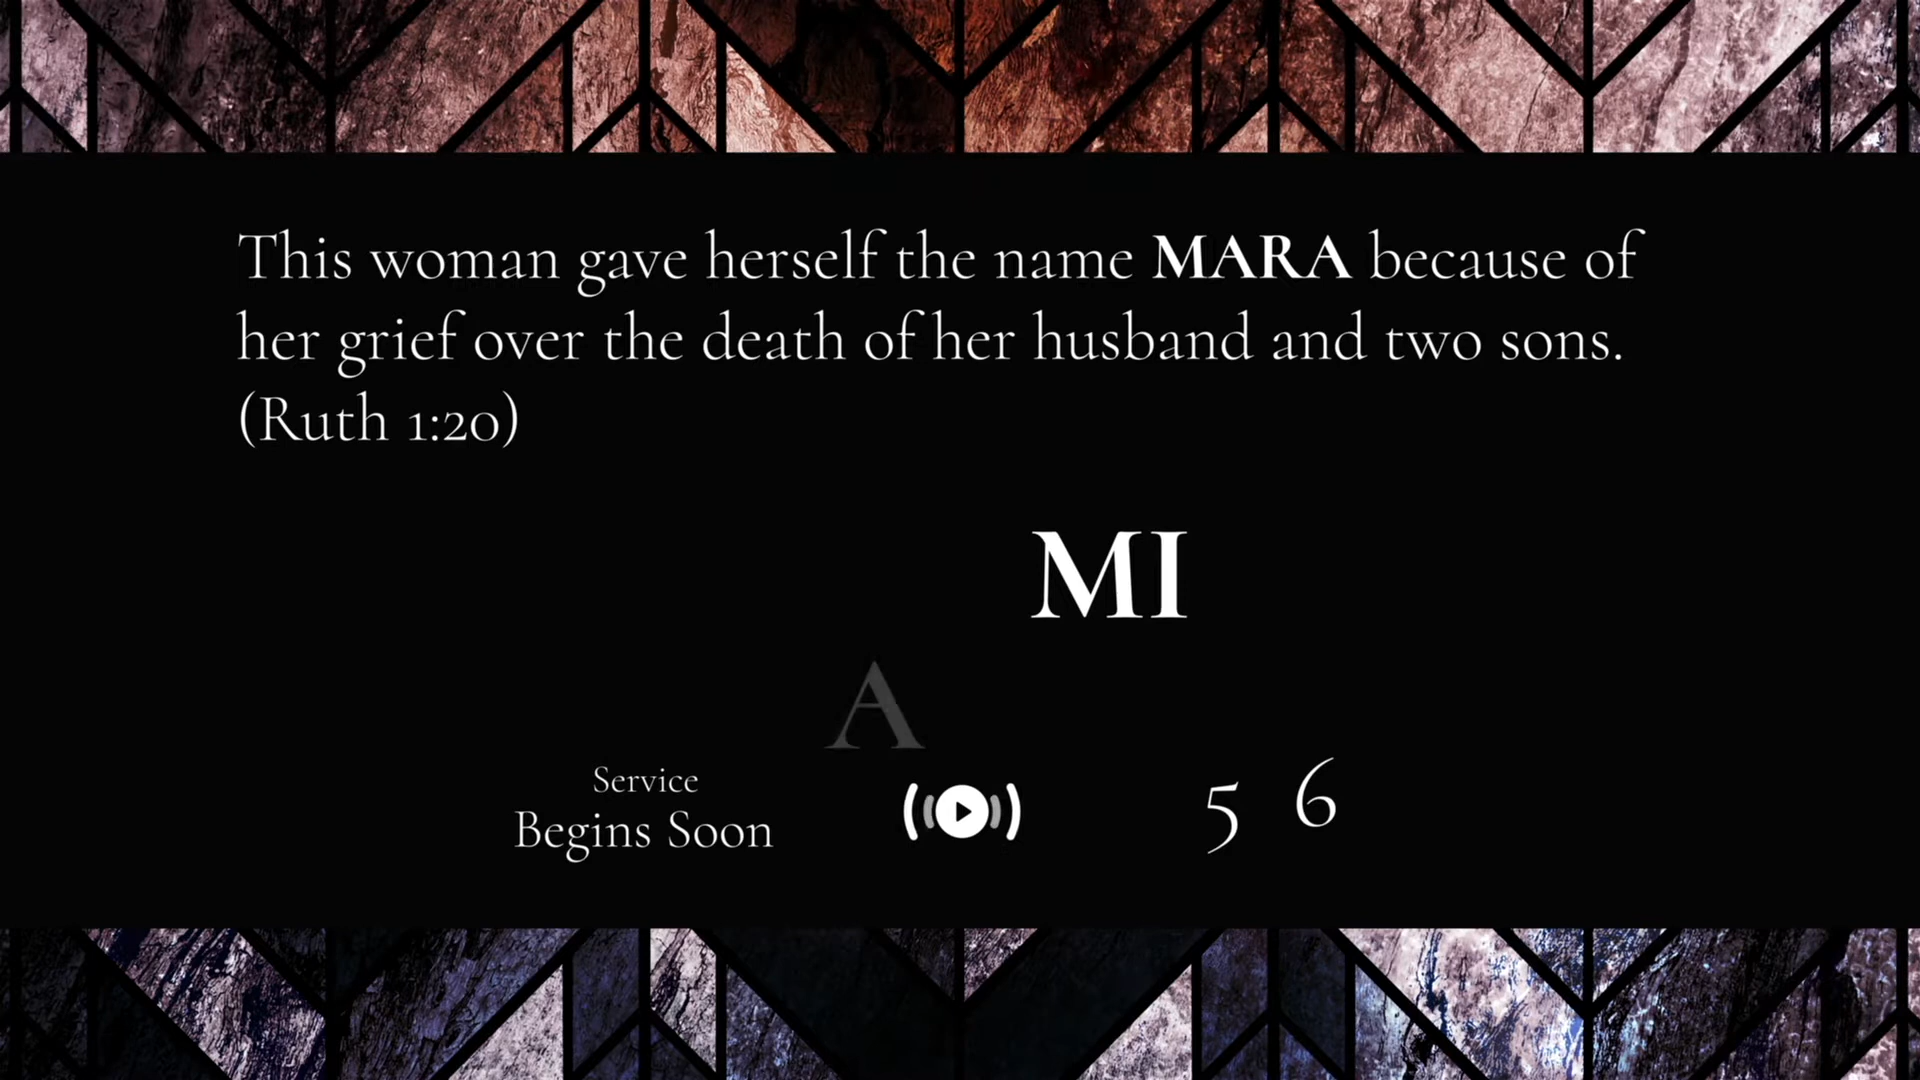 This woman gave herself the name MARA because of
her grief over the death of her husband and two sons.
(Ruth 1:20)
MI
A
Service
Begins Soon
5 6